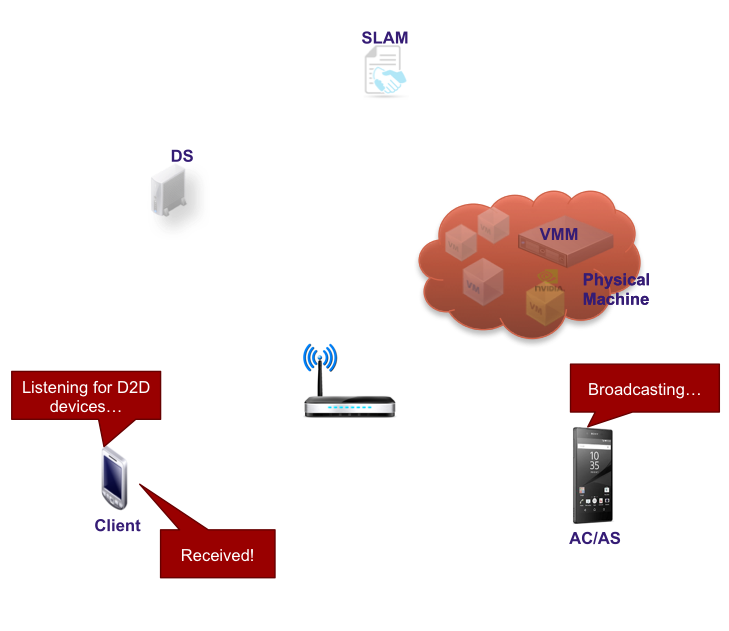 SLAM
DS
VM
VM
VMM
VM
NVIDIA
VM
Physical
Machine
Listening for D2D
devices…
Broadcasting…
10
35
Client
Received!
AC/AS